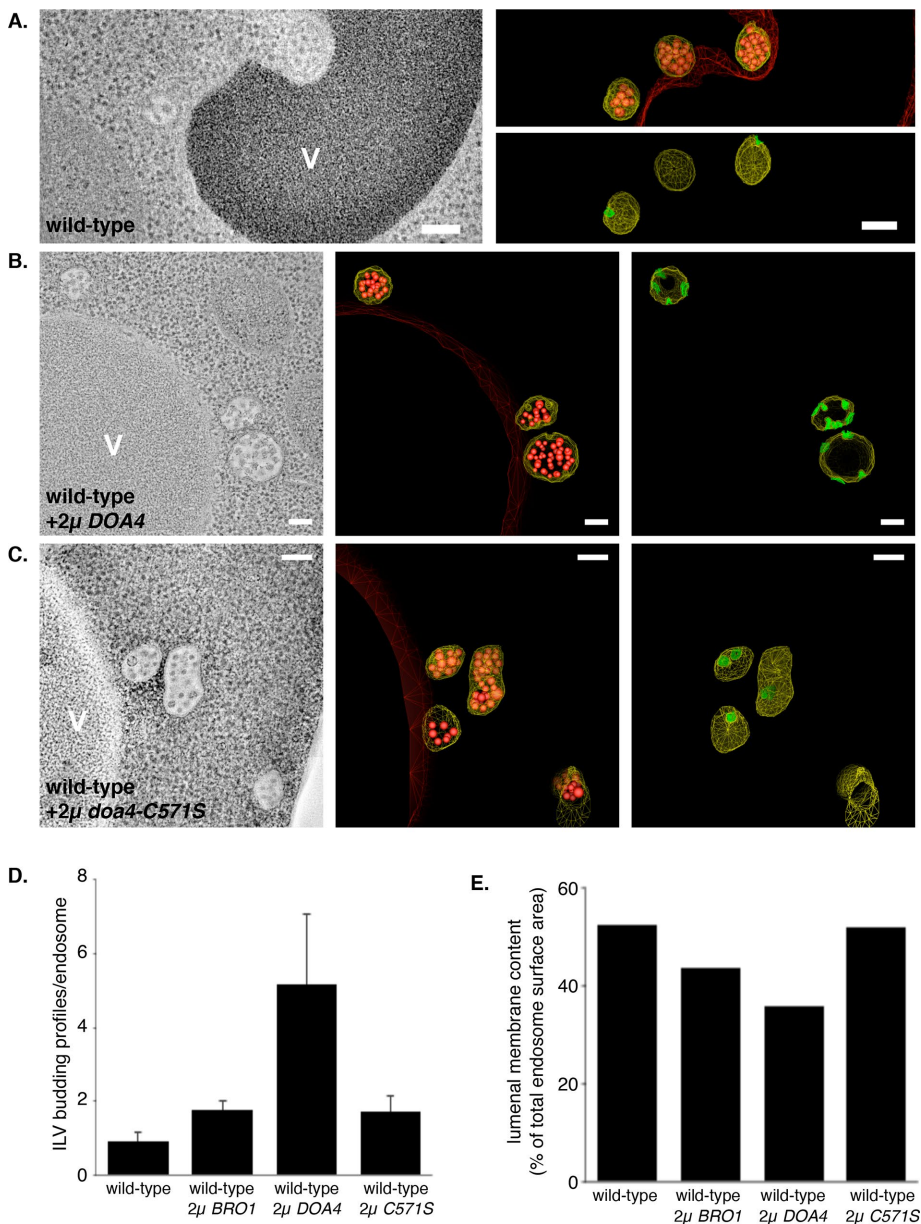 A.
V
wild-type
B.
V
wild-type
+2µ DOA4
C.
V
wild-type
+2µ doa4-C571S
D.
ILV budding profiles/endosome
8
6
4
2
0
wild-type
wild-type
2µ BRO1
wild-type
2µ DOA4
wild-type
2µ C571S
E.
lumenal membrane content
(% of total endosome surface area)
60
40
20
0
wild-type
wild-type
2µ BRO1
wild-type
2µ DOA4
wild-type
2µ C571S